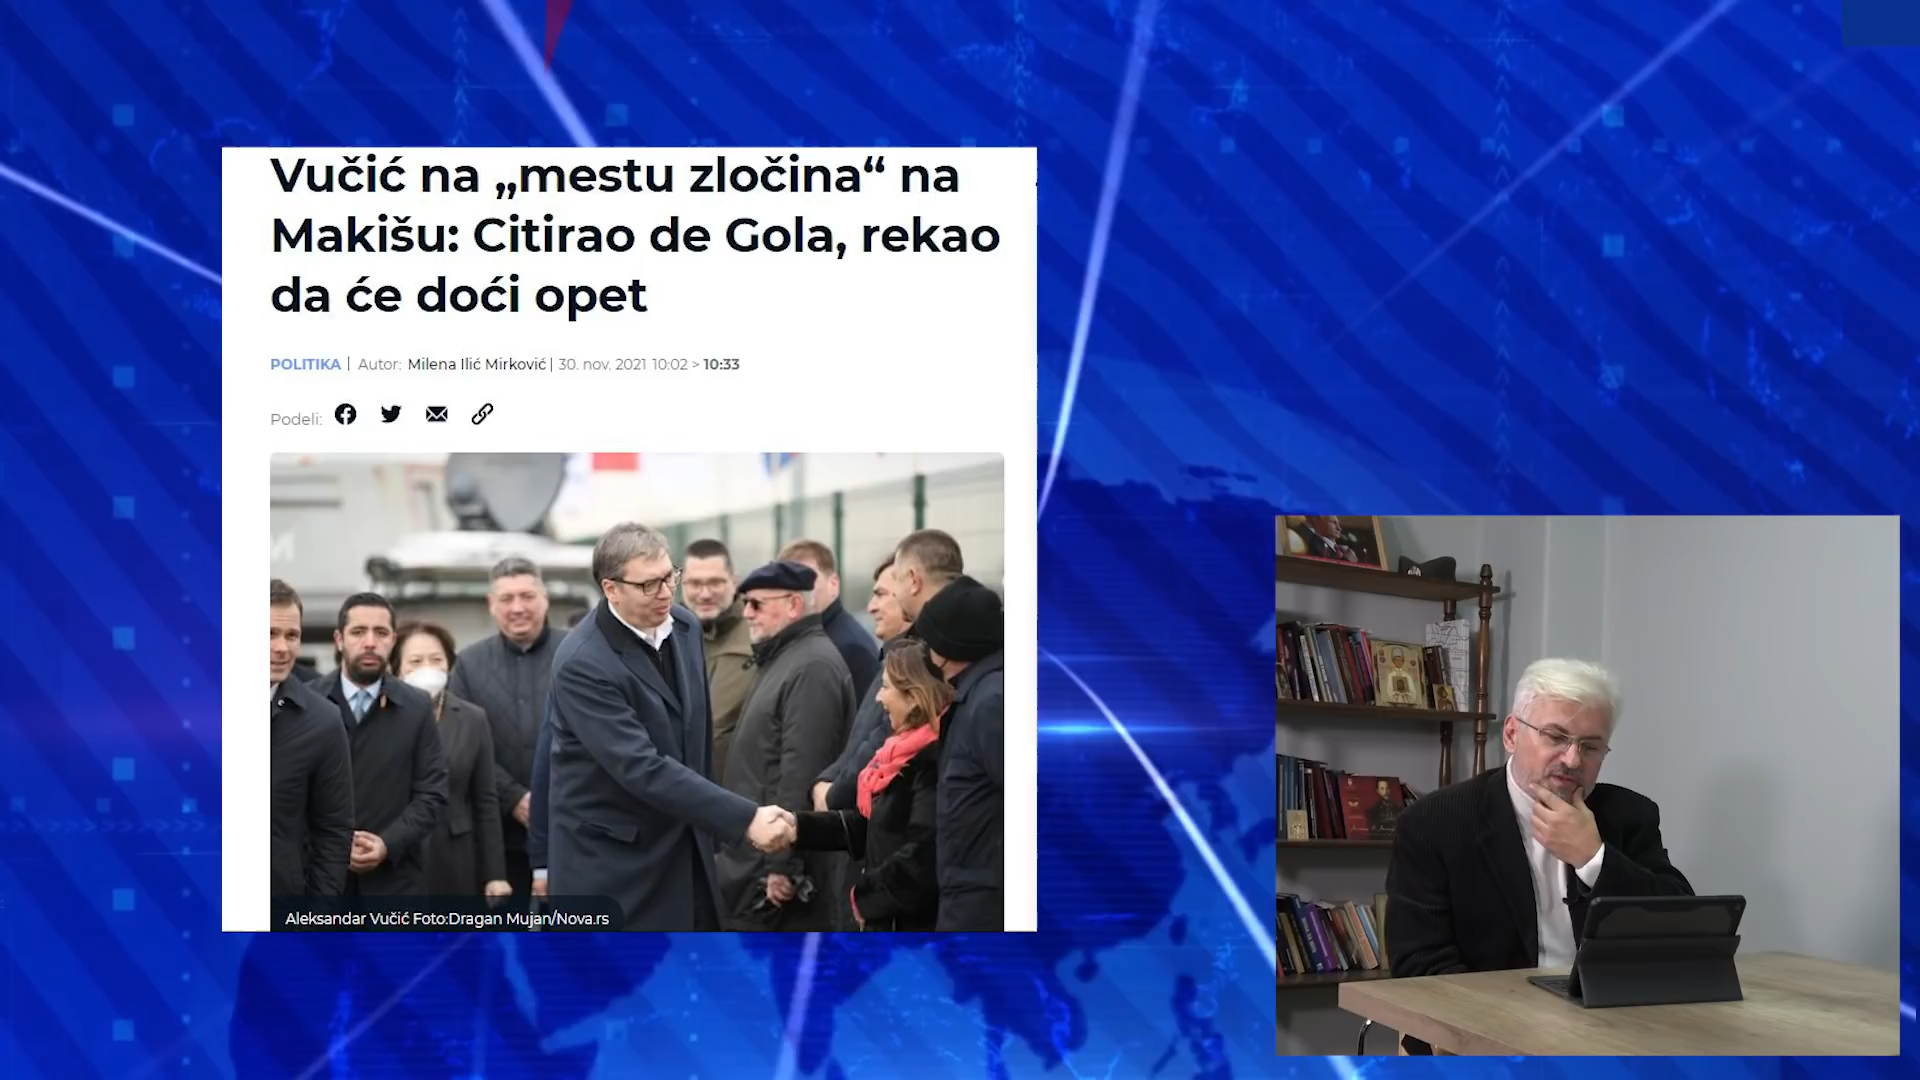 Vučić na „mestu zločina“ na
Makišu: Citirao de Gola, rekao
da će doći opet
POLITIKA | Autor: Milena Ilić Mirković | 30. nov. 2021 10:02 > 10:33
Podeli:
Aleksandar Vučić Foto:Dragan Mujan/Nova.rs